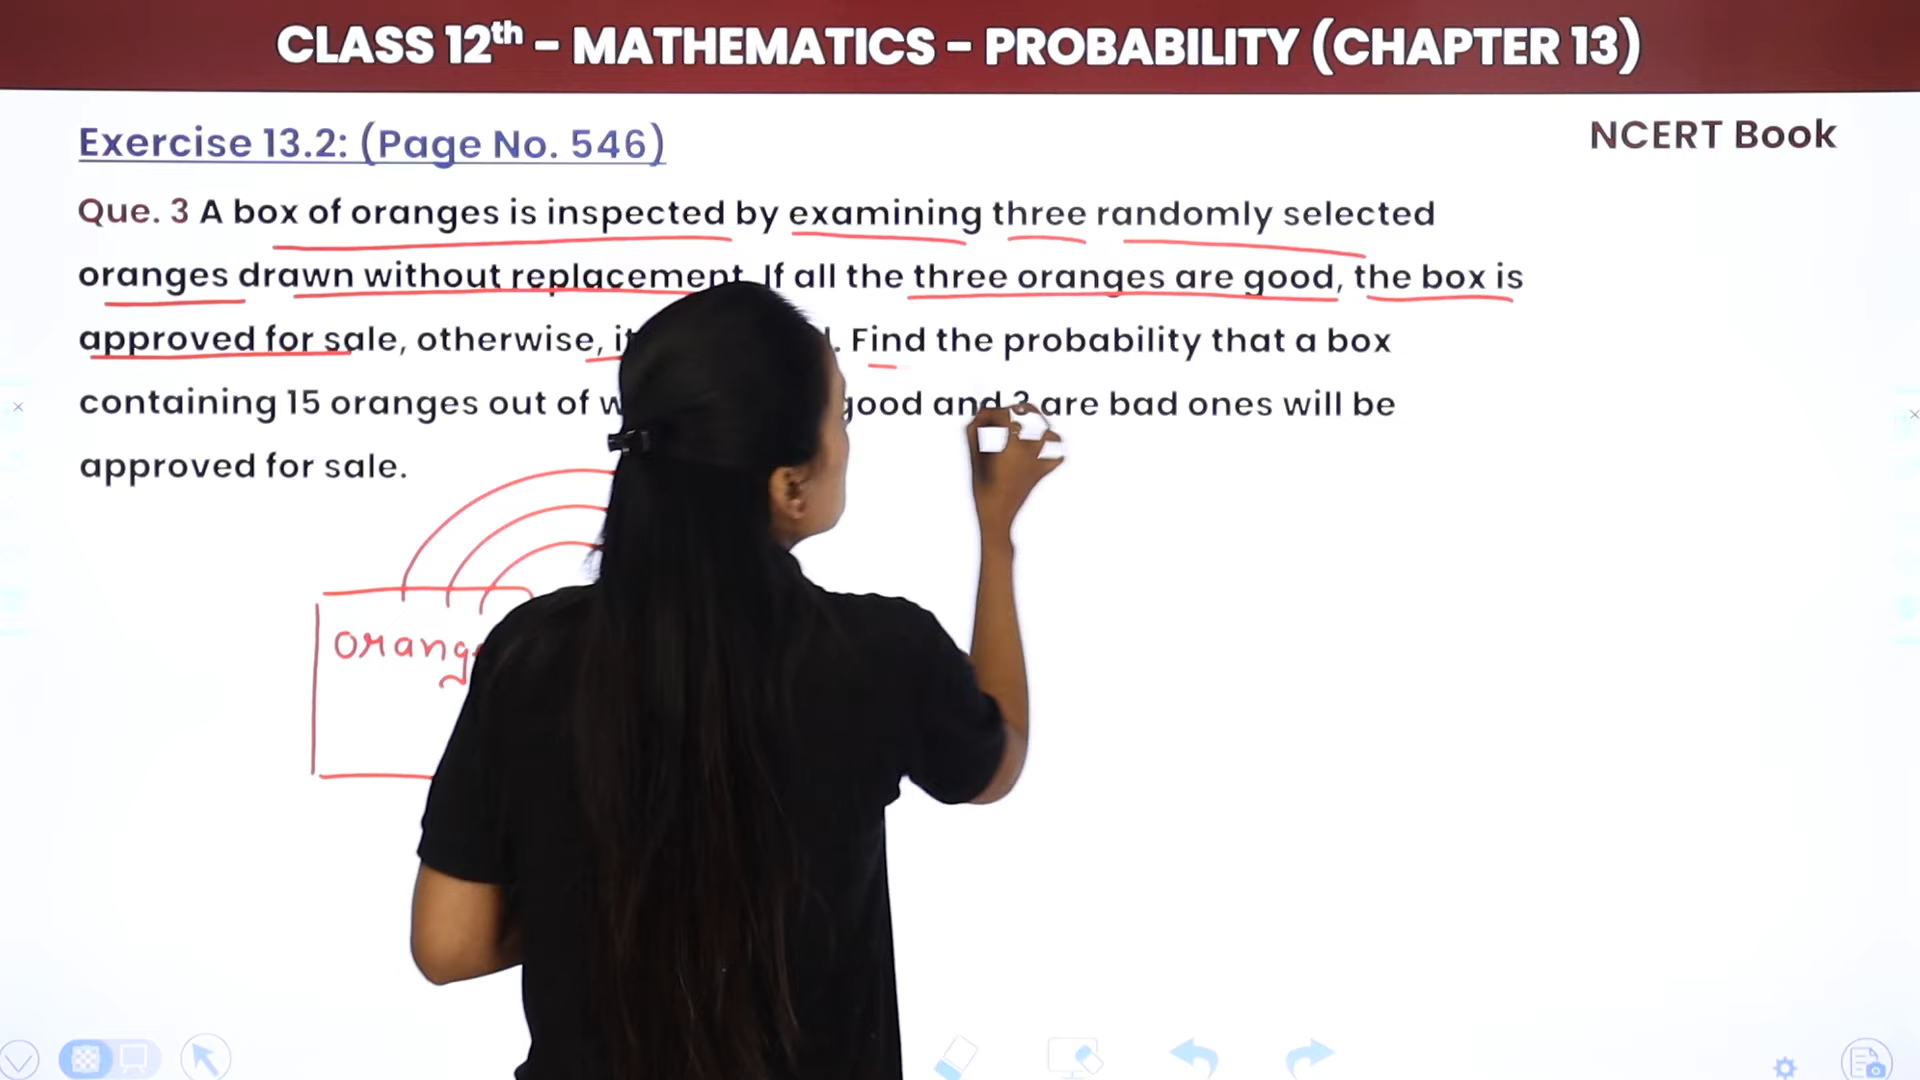 CLASS 12th - MATHEMATICS - PROBABILITY (CHAPTER 13)
Exercise 13.2: (Page No. 546)
NCERT Book
Que. 3 A box of oranges is inspected by examining three randomly selected
oranges drawn without replacement. If all the three oranges are good, the box is
approved for sale, otherwise, it . Find the probability that a box
containing 15 oranges out of good and 3 are bad ones will be
approved for sale.
orang